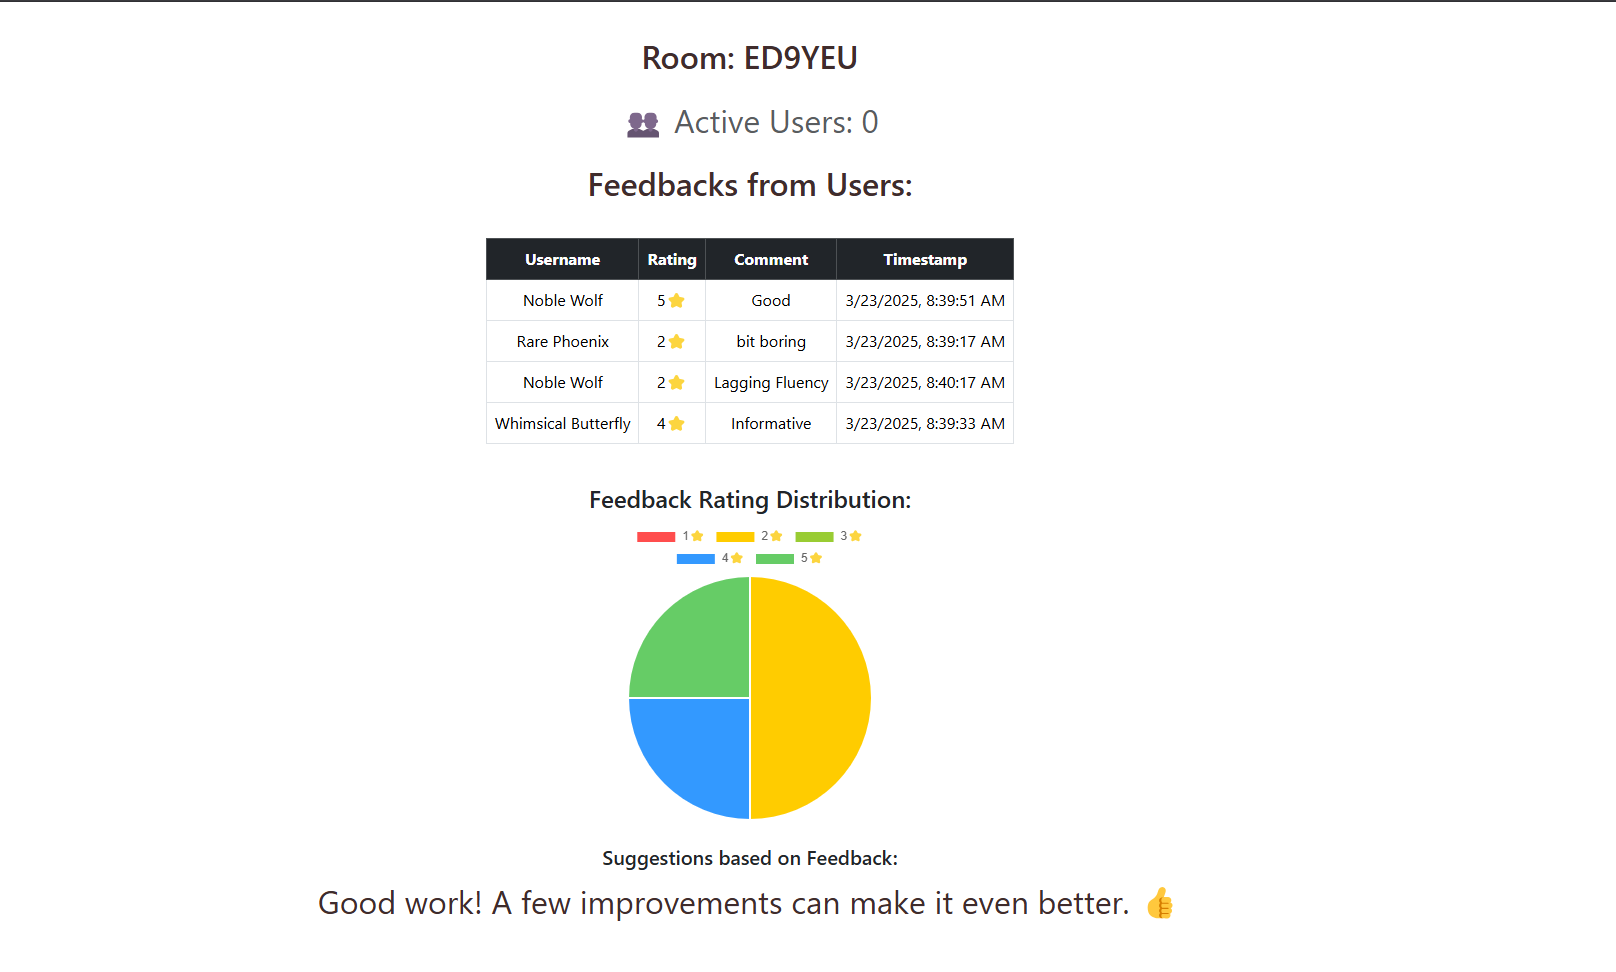 Room: ED9YEU
👥 Active Users: 0
Feedbacks from Users:
Username Rating Comment Timestamp
Noble Wolf 5⭐ Good 3/23/2025, 8:39:51 AM
Rare Phoenix 2⭐ bit boring 3/23/2025, 8:39:17 AM
Noble Wolf 2⭐ Lagging Fluency 3/23/2025, 8:40:17 AM
Whimsical Butterfly 4⭐ Informative 3/23/2025, 8:39:33 AM
Feedback Rating Distribution:
1⭐ 2⭐ 3⭐
4⭐ 5⭐
Suggestions based on Feedback:
Good work! A few improvements can make it even better. 👍